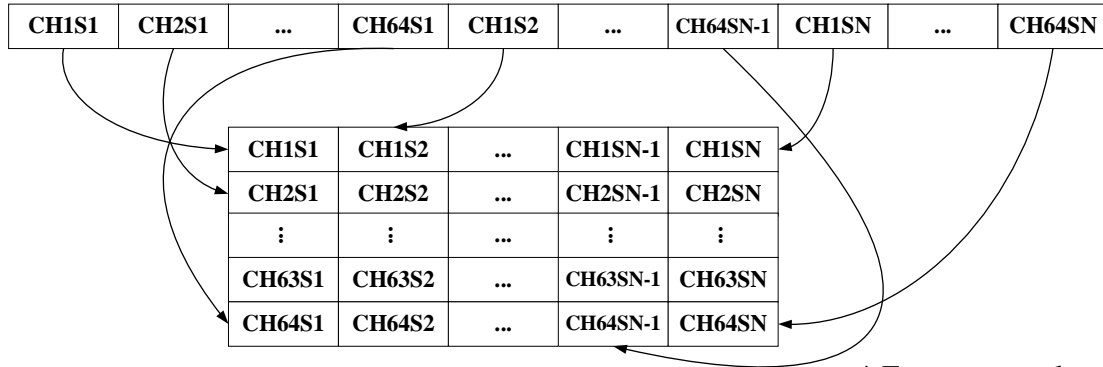 CH1S1 CH2S1 ... CH64S1 CH1S2 ... CH64SN-1 CH1SN ... CH64SN
CH1S1 CH1S2 ... CH1SN-1 CH1SN
CH2S1 CH2S2 ... CH2SN-1 CH2SN
⋮ ⋮ ... ⋮ ⋮
CH63S1 CH63S2 ... CH63SN-1 CH63SN
CH64S1 CH64S2 ... CH64SN-1 CH64SN